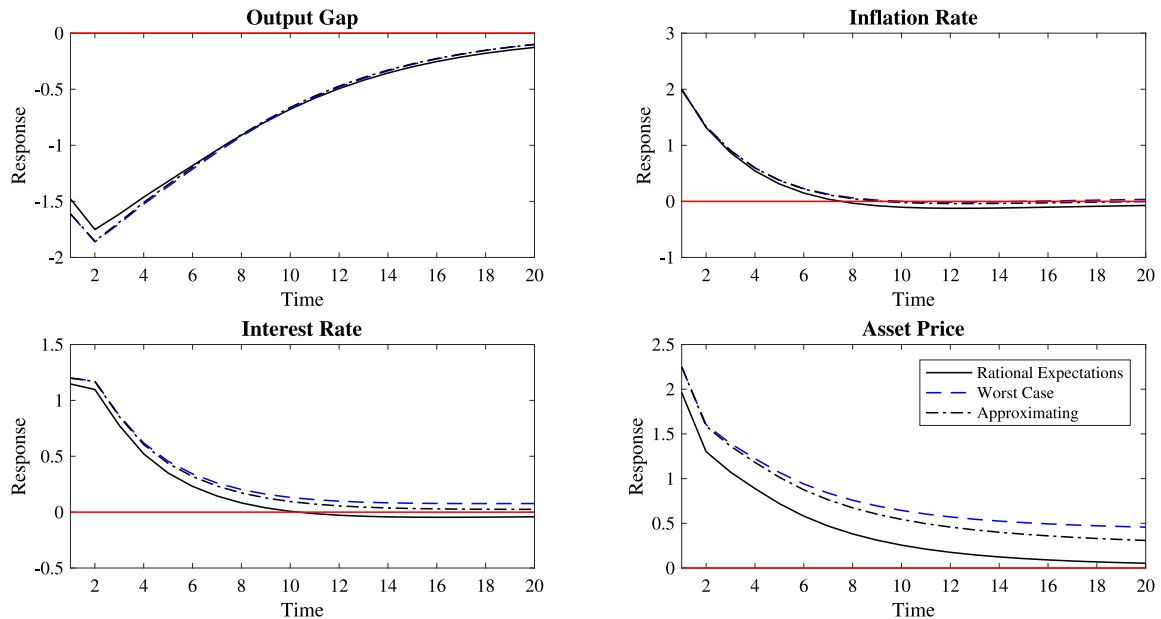 Output Gap
0
-0.5
-1
-1.5
-2
Response
2 4 6 8 10 12 14 16 18 20
Time
Inflation Rate
3
2
1
0
-1
Response
2 4 6 8 10 12 14 16 18 20
Time
Interest Rate
1.5
1
0.5
0
-0.5
Response
2 4 6 8 10 12 14 16 18 20
Time
Asset Price
2.5
2
1.5
1
0.5
0
Response
Rational Expectations
Worst Case
Approximating
2 4 6 8 10 12 14 16 18 20
Time